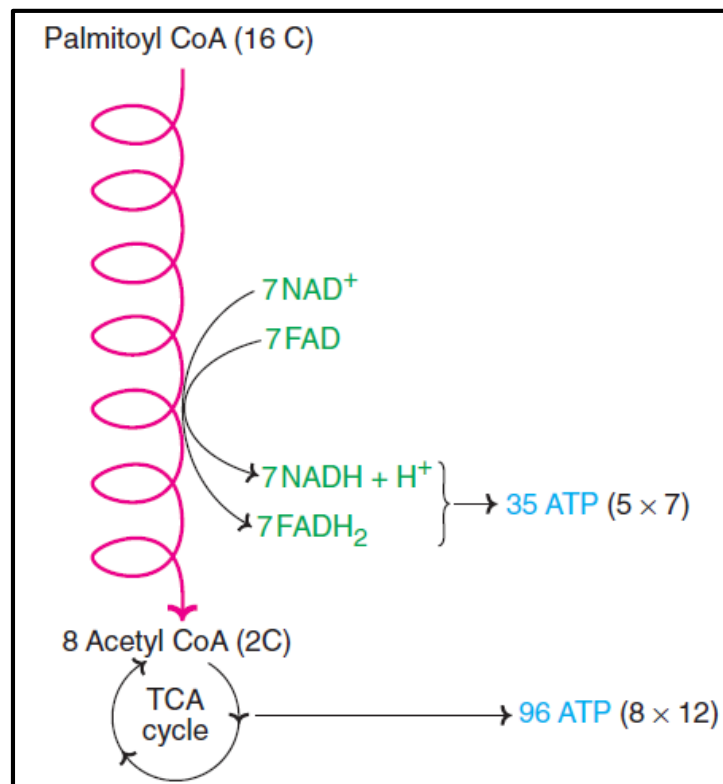 Palmitoyl CoA (16 C)
7NAD⁺
7FAD
7NADH + H⁺
35 ATP (5 × 7)
7FADH₂
8 Acetyl CoA (2C)
TCA
cycle
96 ATP (8 × 12)